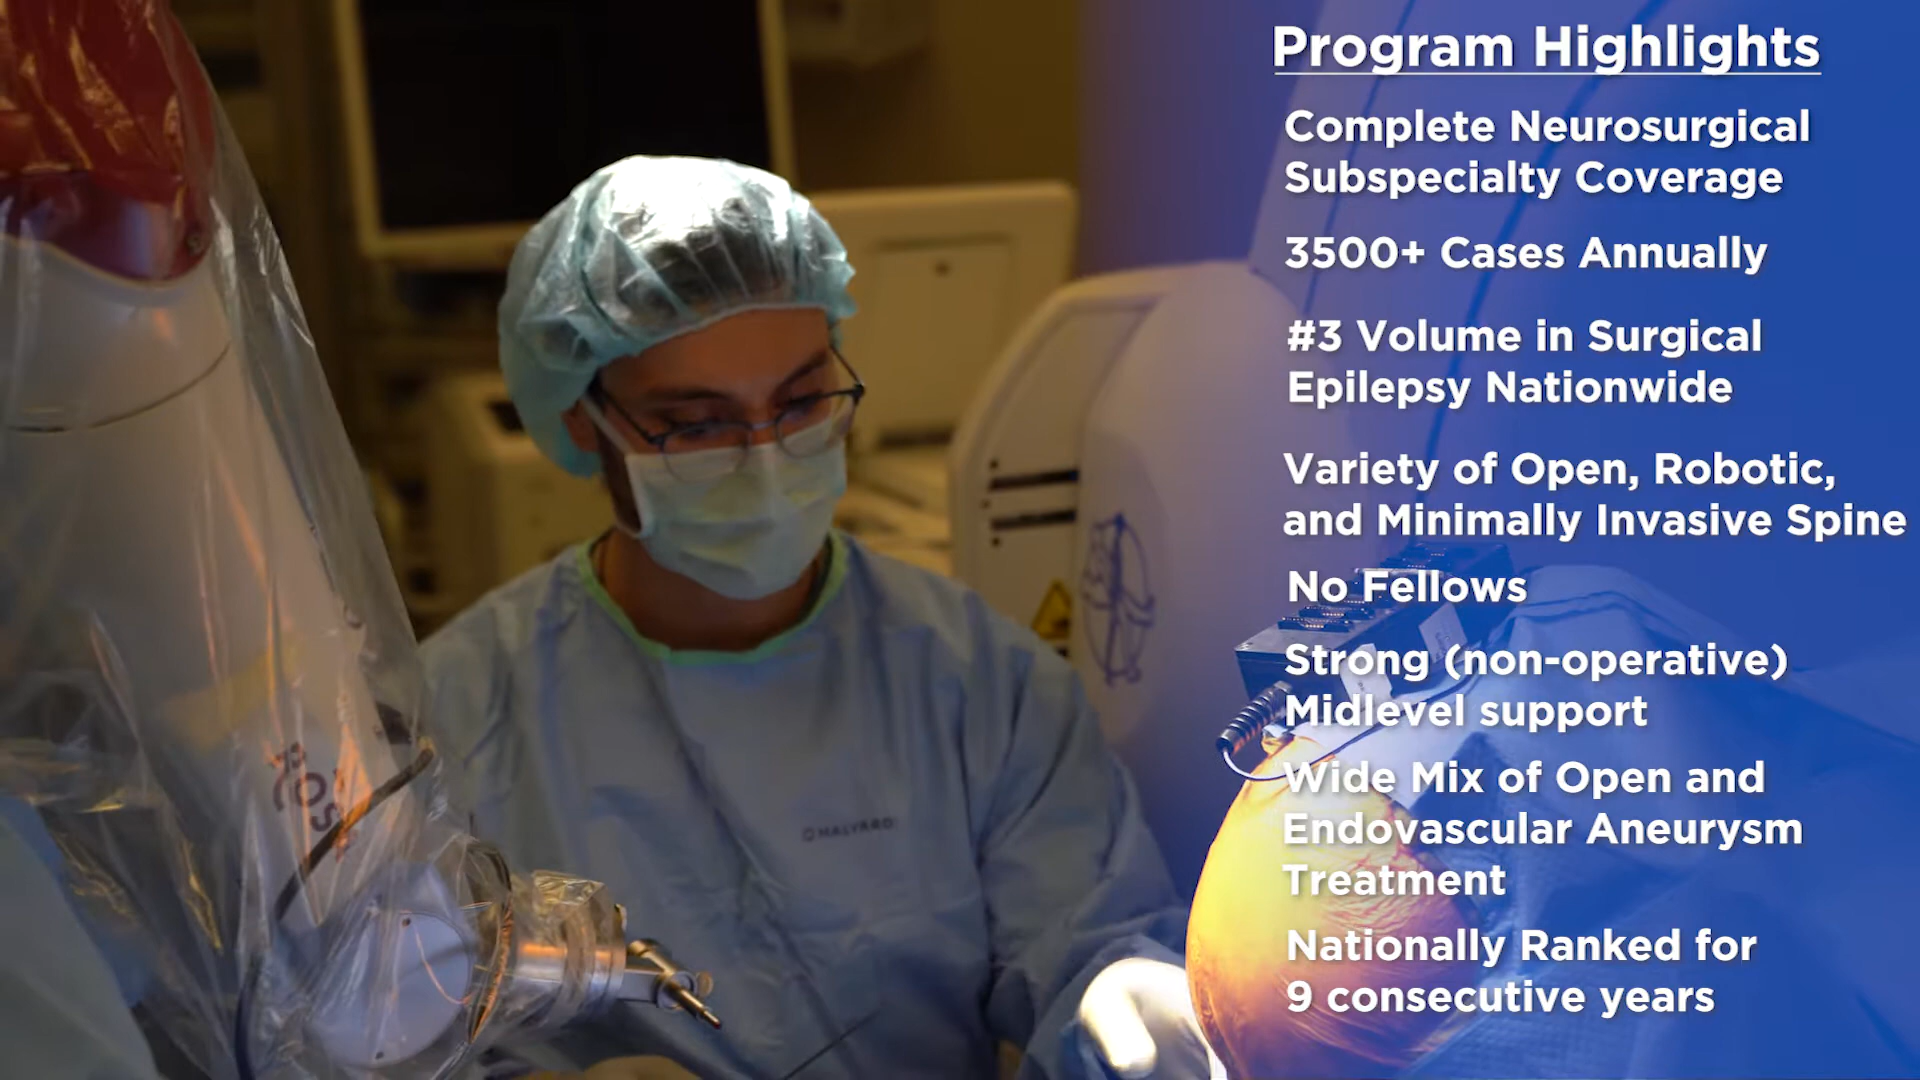 Program Highlights
Complete Neurosurgical
Subspecialty Coverage
3500+ Cases Annually
#3 Volume in Surgical
Epilepsy Nationwide
Variety of Open, Robotic,
and Minimally Invasive Spine
No Fellows
Strong (non-operative)
Midlevel support
Wide Mix of Open and
Endovascular Aneurysm
Treatment
Nationally Ranked for
9 consecutive years
HALYARD